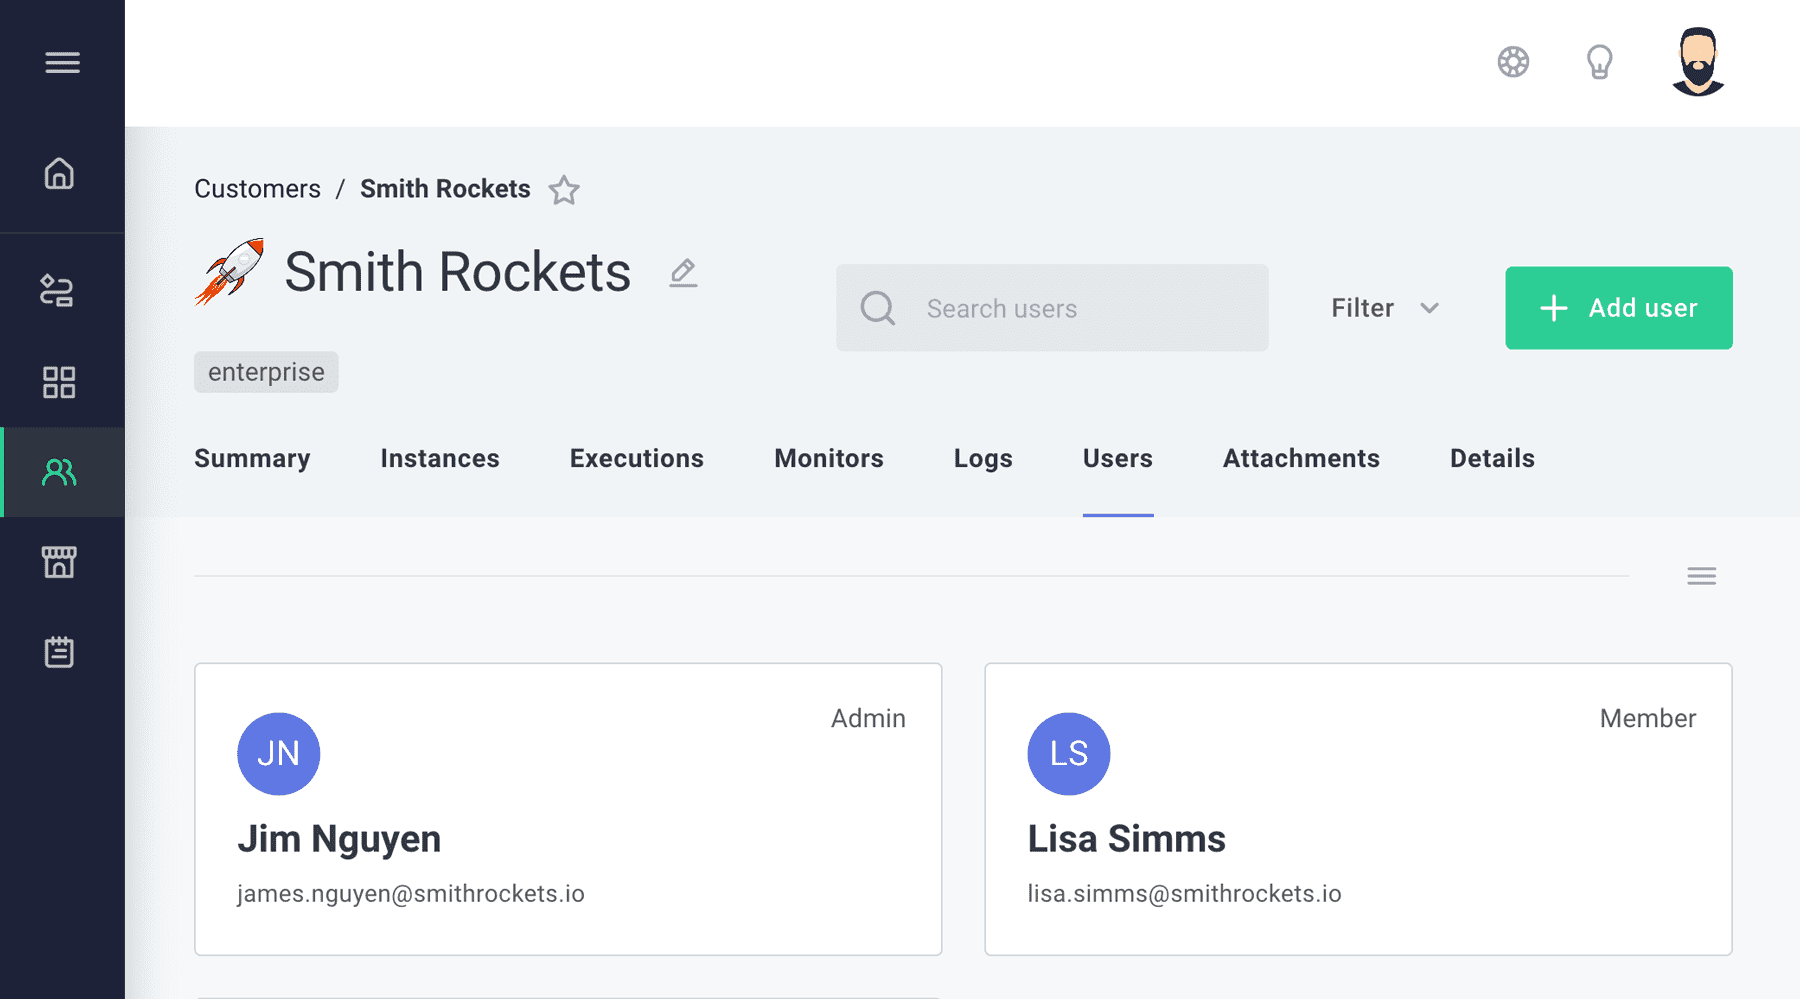 Customers / Smith Rockets
Smith Rockets
Search users
Filter
Add user
enterprise
Summary Instances Executions Monitors Logs Users Attachments Details
JN
Admin
Jim Nguyen
james.nguyen@smithrockets.io
LS
Member
Lisa Simms
lisa.simms@smithrockets.io